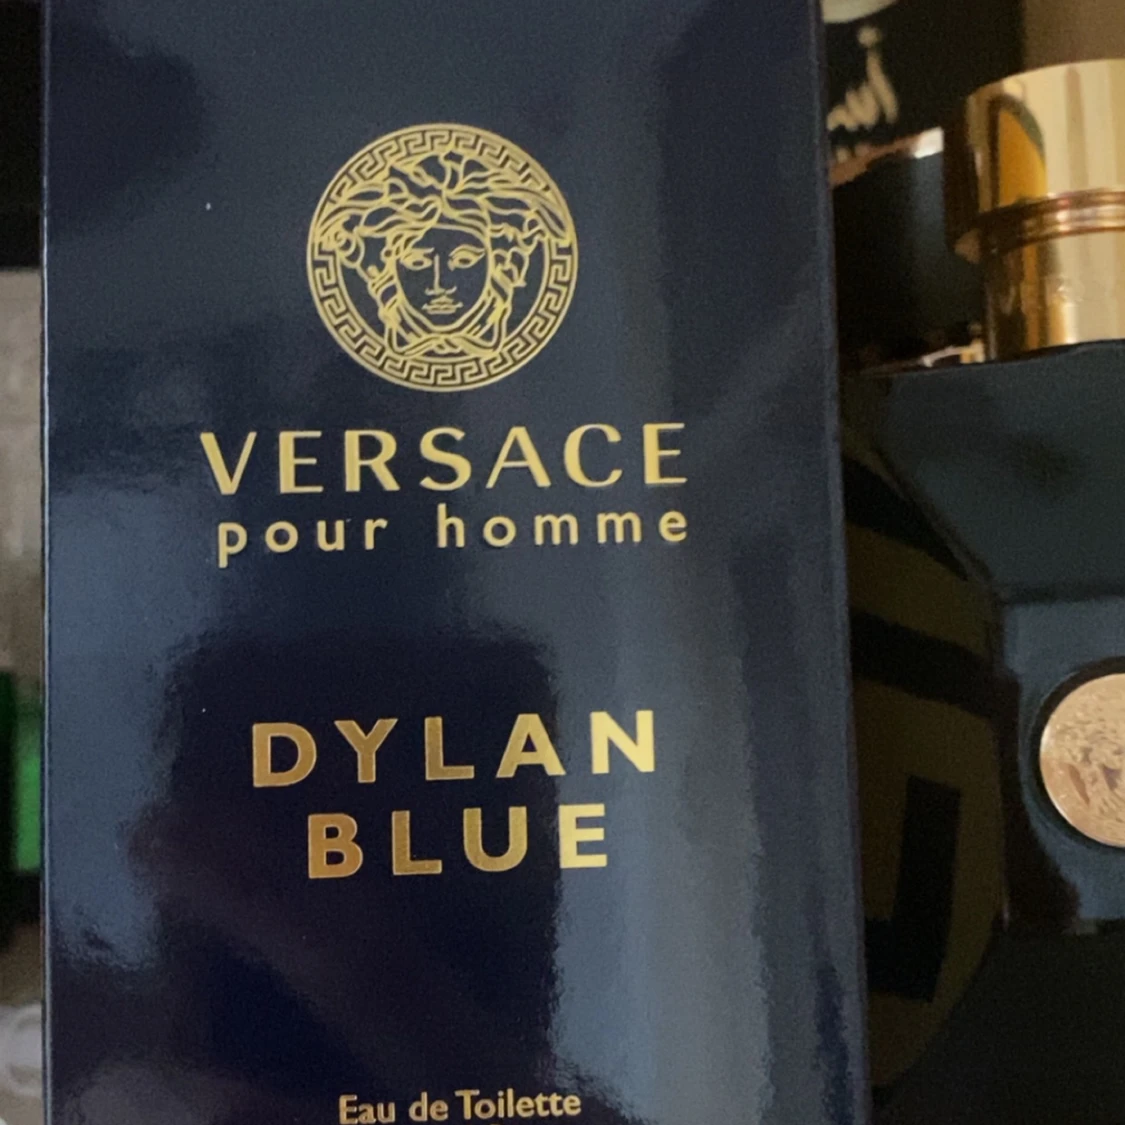 VERSACE
pour homme
DYLAN
BLUE
Eau de Toilette